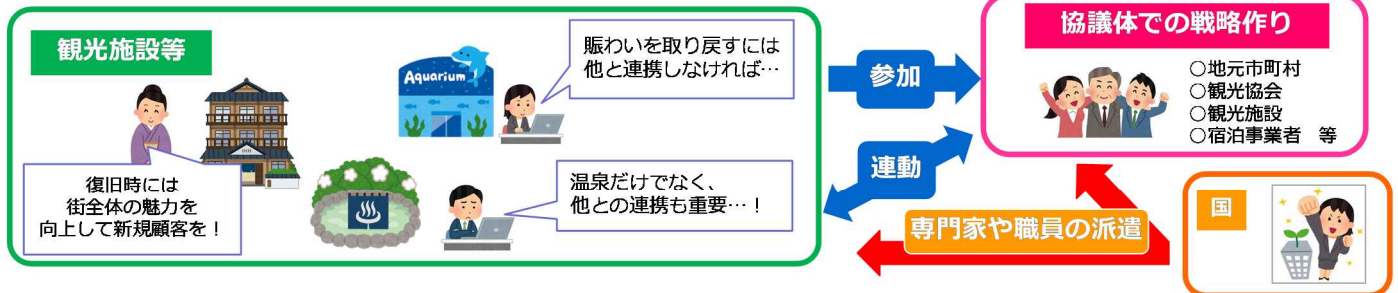 観光施設等
Aquarium
賑わいを取り戻すには
他と連携しなければ…
復旧時には
街全体の魅力を
向上して新規顧客を！
温泉だけでなく、
他との連携も重要…！
参加
連動
専門家や職員の派遣
協議体での戦略作り
○地元市町村
○観光協会
○観光施設
○宿泊事業者　等
国